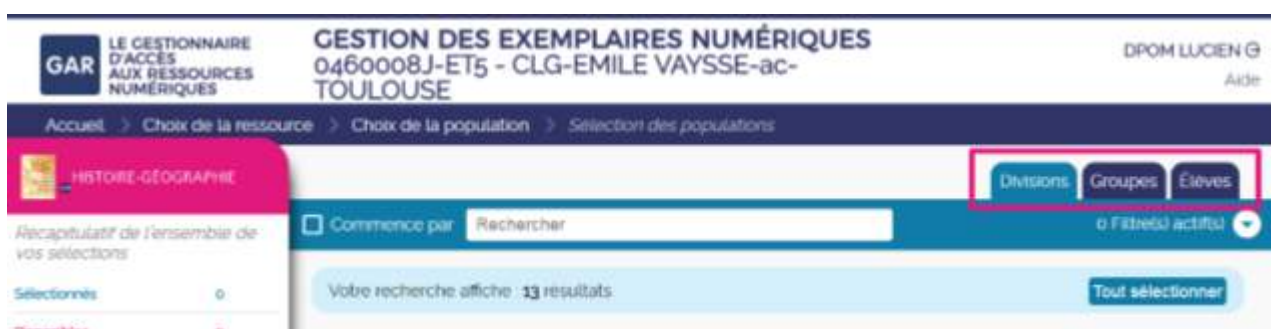 GAR
LE GESTIONNAIRE
D'ACCÈS
AUX RESSOURCES
NUMÉRIQUES
GESTION DES EXEMPLAIRES NUMÉRIQUES
0460008J-ET5 - CLG-EMILE VAYSSE-ac-
TOULOUSE
DPOM LUCIEN
Aide
Accueil > Choix de la ressource > Choix de la population > Sélection des populations
HISTOIRE-GÉOGRAPHIE
Divisions Groupes Élèves
Récapitulatif de l'ensemble de
vos sélections
Commence par Rechercher
0 Filtre(s) actif(s)
Sélectionnés 0
Votre recherche affiche 13 résultats
Tout sélectionner